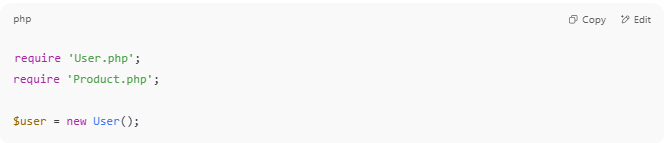 php
Copy
Edit
require 'User.php';
require 'Product.php';
$user = new User();